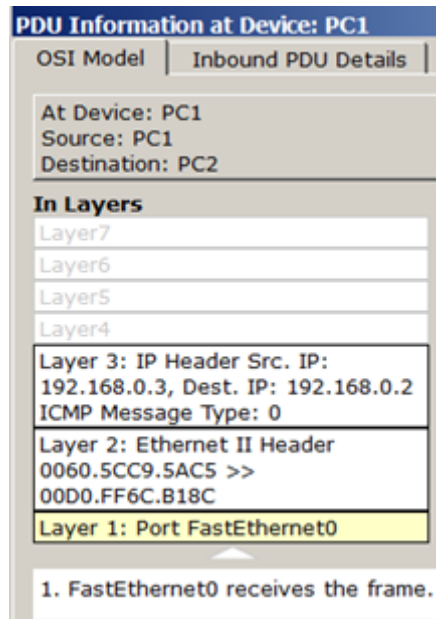 PDU Information at Device: PC1
OSI Model
Inbound PDU Details
At Device: PC1
Source: PC1
Destination: PC2
In Layers
Layer7
Layer6
Layer5
Layer4
Layer 3: IP Header Src. IP:
192.168.0.3, Dest. IP: 192.168.0.2
ICMP Message Type: 0
Layer 2: Ethernet II Header
0060.5CC9.5AC5 >>
00D0.FF6C.B18C
Layer 1: Port FastEthernet0
1. FastEthernet0 receives the frame.